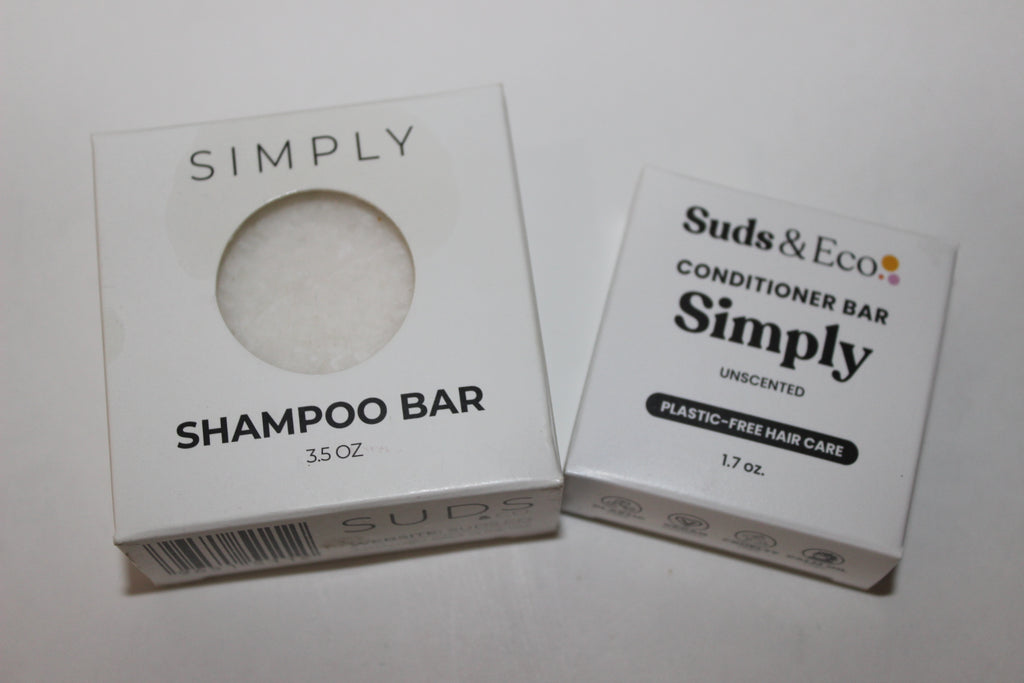 SIMPLY
SHAMPOO BAR
3.5 OZ
SUDS
Suds & Eco
CONDITIONER BAR
Simply
UNSCENTED
PLASTIC-FREE HAIR CARE
1.7 oz.